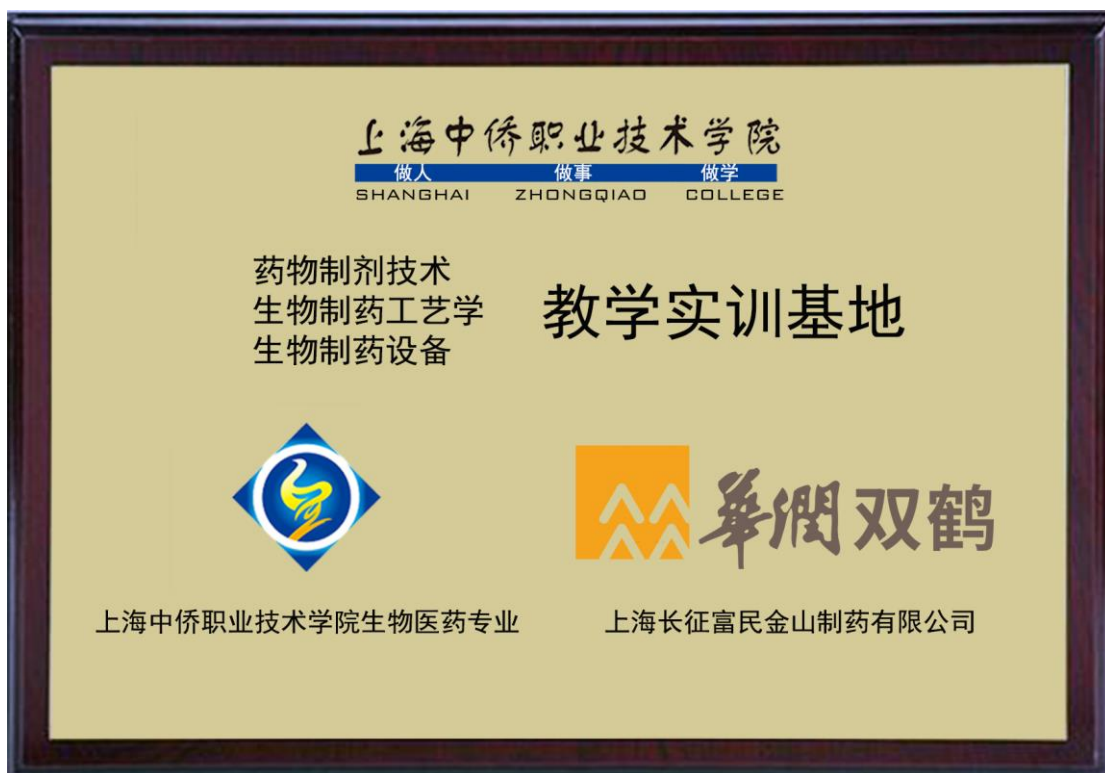 上海中侨职业技术学院
做人 做事 做学
SHANGHAI ZHONGQIAO COLLEGE
药物制剂技术
生物制药工艺学
生物制药设备
教学实训基地
華潤双鹤
上海中侨职业技术学院生物医药专业
上海长征富民金山制药有限公司